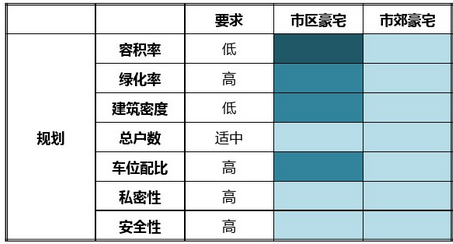 要求 市区豪宅 市郊豪宅
容积率 低
绿化率 高
建筑密度 低
规划 总户数 适中
车位配比 高
私密性 高
安全性 高